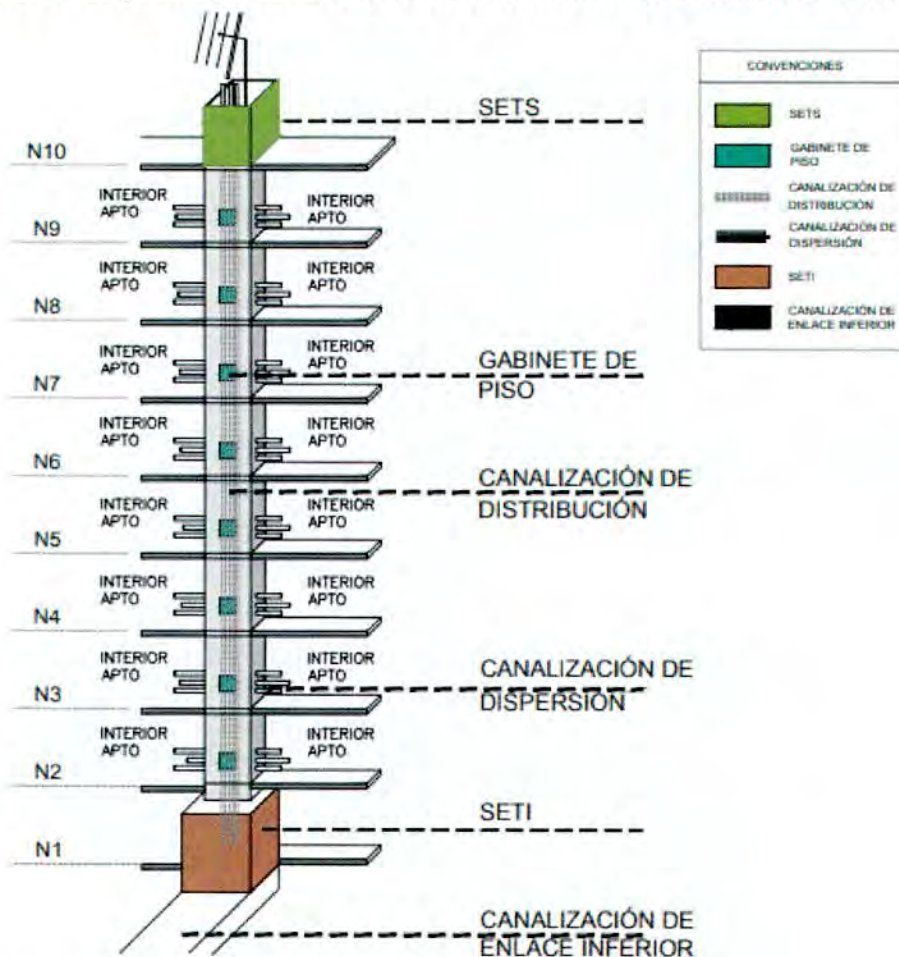 SETS
N10
INTERIOR
APTO
INTERIOR
APTO
N9
INTERIOR
APTO
INTERIOR
APTO
N8
INTERIOR
APTO
INTERIOR
APTO
GABINETE DE
PISO
N7
INTERIOR
APTO
INTERIOR
APTO
N6
CANALIZACIÓN DE
DISTRIBUCIÓN
INTERIOR
APTO
INTERIOR
APTO
N5
INTERIOR
APTO
INTERIOR
APTO
N4
INTERIOR
APTO
INTERIOR
APTO
CANALIZACIÓN DE
DISPERSIÓN
N3
INTERIOR
APTO
INTERIOR
APTO
N2
SETI
N1
CANALIZACIÓN DE
ENLACE INFERIOR
CONVENCIONES
SETS
GABINETE DE
PISO
CANALIZACIÓN DE
DISTRIBUCIÓN
CANALIZACIÓN DE
DISPERSIÓN
SETI
CANALIZACIÓN DE
ENLACE INFERIOR